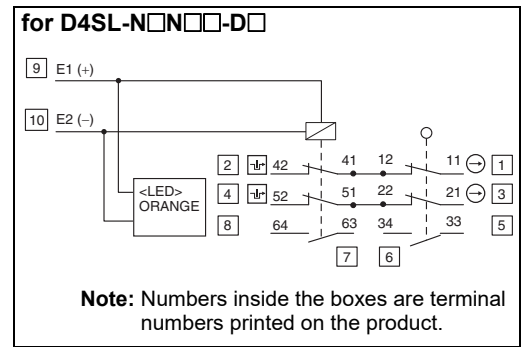 for D4SL-N□N□□-D□
9 E1 (+)
10 E2 (−)
2 42 41 12 11 1
<LED> 4 52 51 22 21 3
ORANGE
8 64 63 34 33 5
7 6
Note: Numbers inside the boxes are terminal
numbers printed on the product.